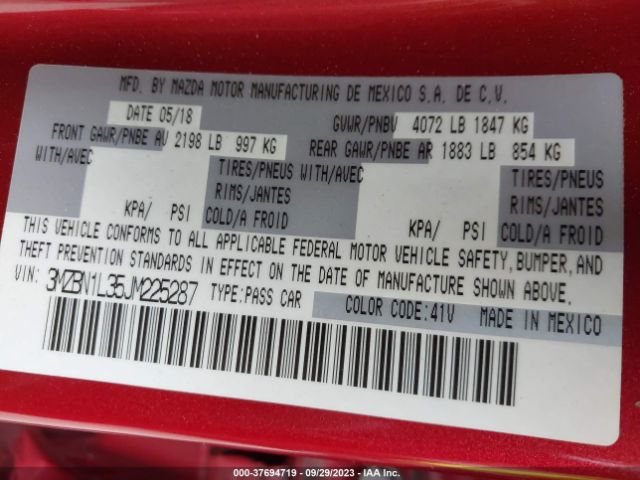 MFD. BY MAZDA MOTOR MANUFACTURING DE MEXICO S.A. DE C.V.
DATE 05/18 GVWR/PNBV 4072 LB 1847 KG
FRONT GAWR/PNBE AV 2198 LB 997 KG REAR GAWR/PNBE AR 1883 LB 854 KG
WITH/AVEC TIRES/PNEUS WITH/AVEC TIRES/PNEUS
RIMS/JANTES RIMS/JANTES
KPA/ PSI COLD/A FROID KPA/ PSI COLD/A FROID
THIS VEHICLE CONFORMS TO ALL APPLICABLE FEDERAL MOTOR VEHICLE SAFETY, BUMPER, AND
THEFT PREVENTION STANDARDS IN EFFECT ON THE DATE OF MANUFACTURE SHOWN ABOVE.
VIN: 3MZBN1L35JM225287 TYPE:PASS CAR COLOR CODE:41V MADE IN MEXICO
000-37694719 - 09/29/2023 - IAA Inc.